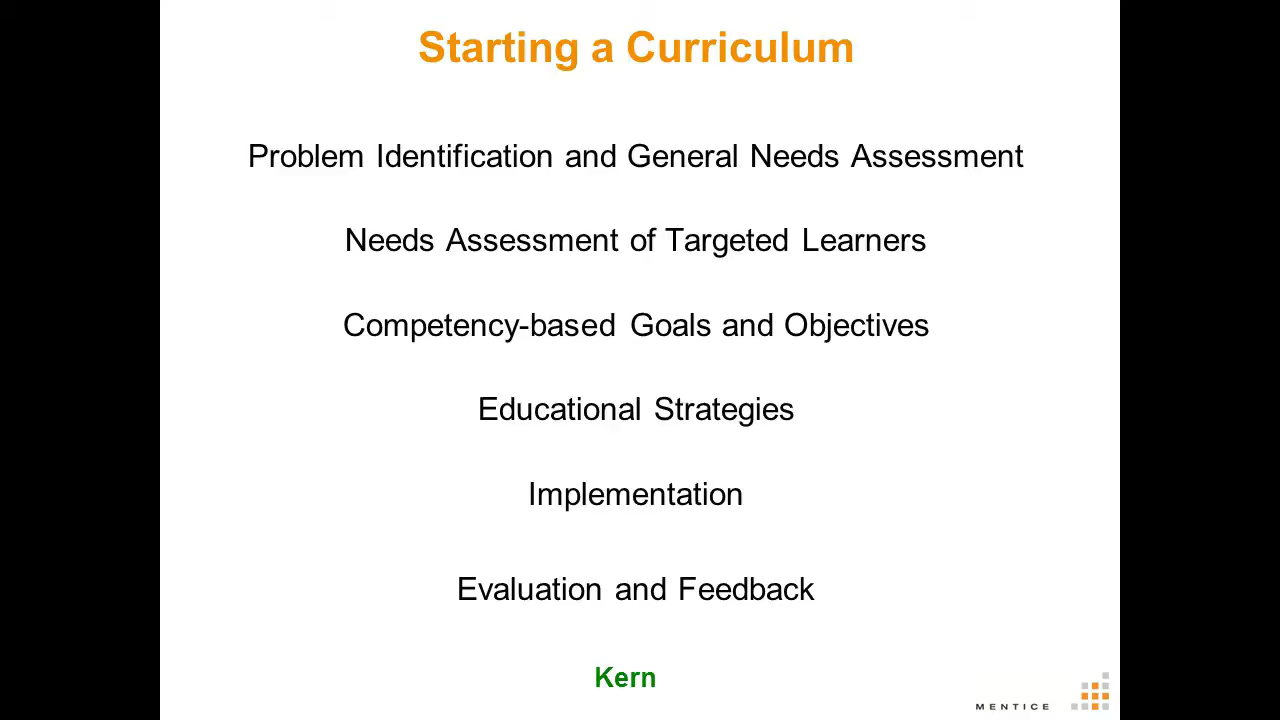 Starting a Curriculum
Problem Identification and General Needs Assessment
Needs Assessment of Targeted Learners
Competency-based Goals and Objectives
Educational Strategies
Implementation
Evaluation and Feedback
Kern
MENTICE